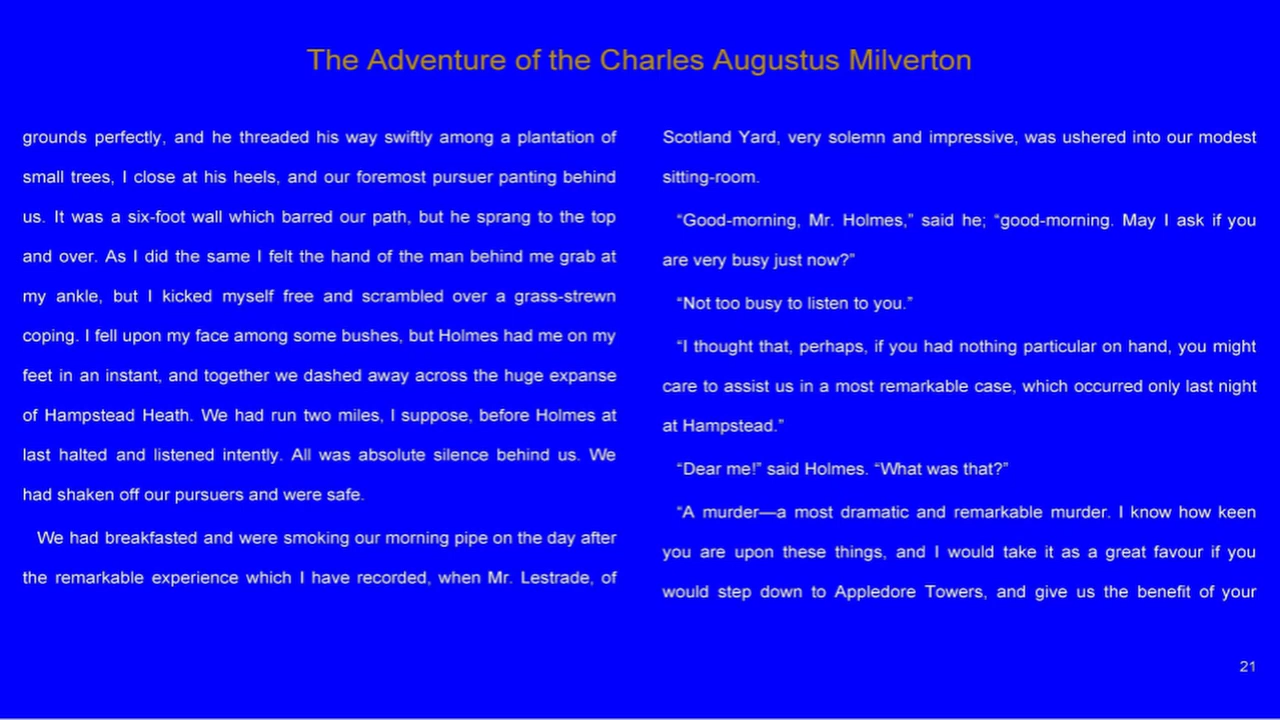 The Adventure of the Charles Augustus Milverton
grounds perfectly, and he threaded his way swiftly among a plantation of
small trees, I close at his heels, and our foremost pursuer panting behind
us. It was a six-foot wall which barred our path, but he sprang to the top
and over. As I did the same I felt the hand of the man behind me grab at
my ankle, but I kicked myself free and scrambled over a grass-strewn
coping. I fell upon my face among some bushes, but Holmes had me on my
feet in an instant, and together we dashed away across the huge expanse
of Hampstead Heath. We had run two miles, I suppose, before Holmes at
last halted and listened intently. All was absolute silence behind us. We
had shaken off our pursuers and were safe.
We had breakfasted and were smoking our morning pipe on the day after
the remarkable experience which I have recorded, when Mr. Lestrade, of
Scotland Yard, very solemn and impressive, was ushered into our modest
sitting-room.
“Good-morning, Mr. Holmes,” said he; “good-morning. May I ask if you
are very busy just now?”
“Not too busy to listen to you.”
“I thought that, perhaps, if you had nothing particular on hand, you might
care to assist us in a most remarkable case, which occurred only last night
at Hampstead.”
“Dear me!” said Holmes. “What was that?”
“A murder—a most dramatic and remarkable murder. I know how keen
you are upon these things, and I would take it as a great favour if you
would step down to Appledore Towers, and give us the benefit of your
21